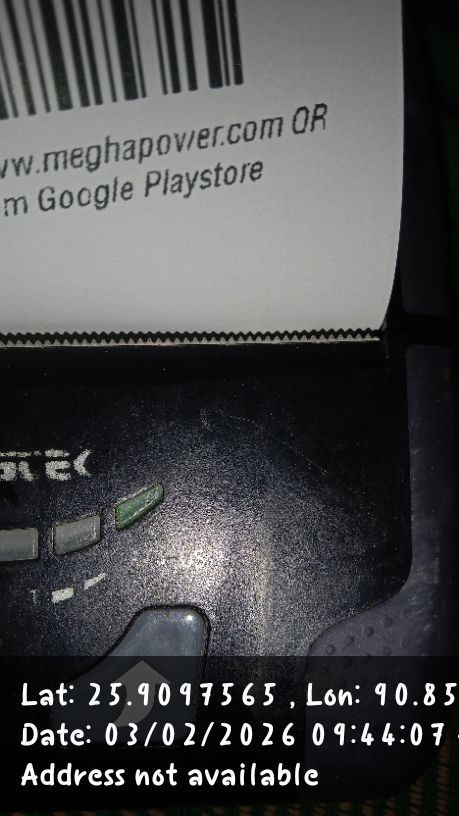 ww.meghapower.com OR
m Google Playstore
Lat: 25.9097565 , Lon: 90.85
Date: 03/02/2026 09:44:07
Address not available